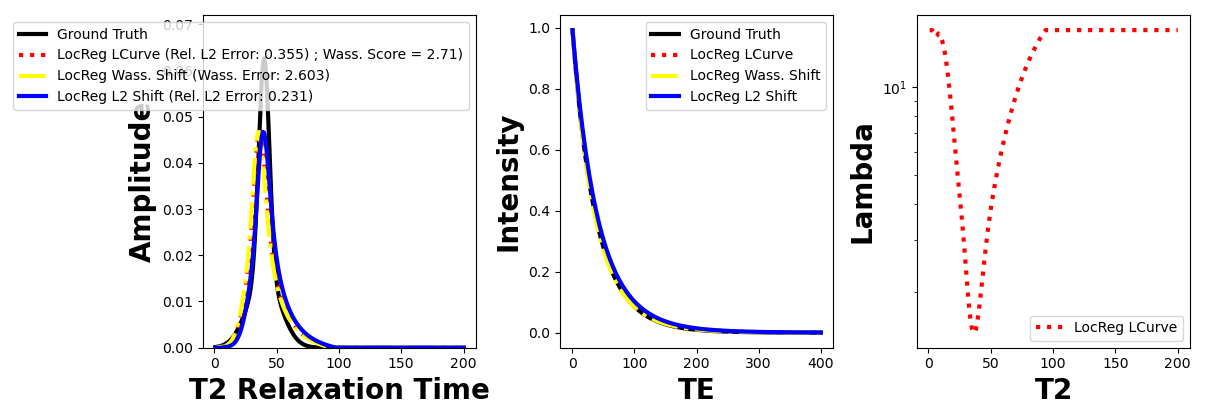 Ground Truth
LocReg LCurve (Rel. L2 Error: 0.355) ; Wass. Score = 2.71)
LocReg Wass. Shift (Wass. Error: 2.603)
LocReg L2 Shift (Rel. L2 Error: 0.231)
Amplitude
0.07
0.06
0.05
0.04
0.03
0.02
0.01
0.00
0
50
100
150
200
T2 Relaxation Time
Ground Truth
LocReg LCurve
LocReg Wass. Shift
LocReg L2 Shift
Intensity
1.0
0.8
0.6
0.4
0.2
0.0
0
100
200
300
400
TE
Lambda
10¹
LocReg LCurve
0
50
100
150
200
T2